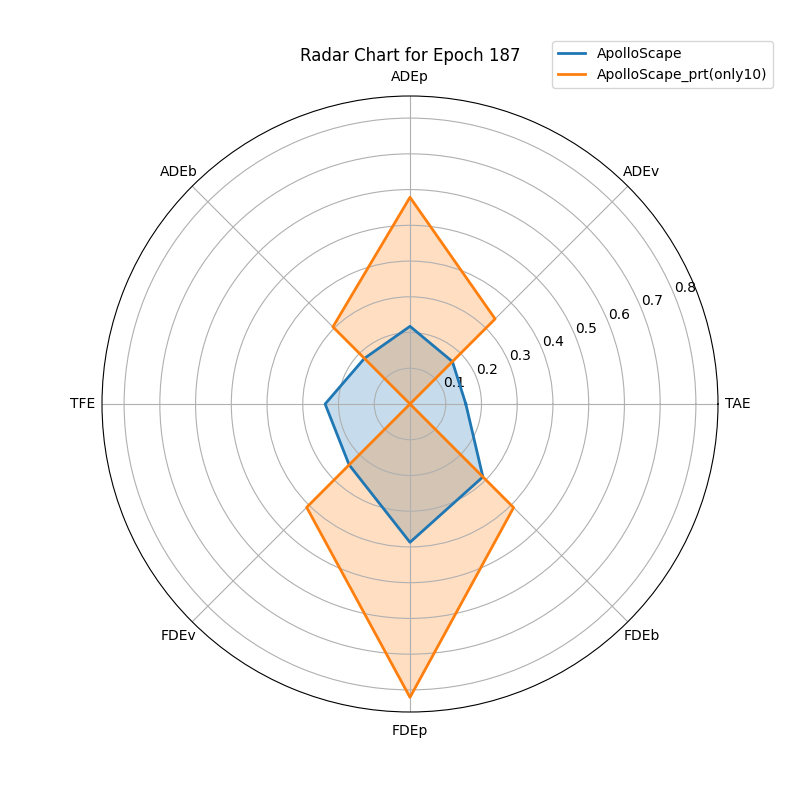 Radar Chart for Epoch 187
ApolloScape
ApolloScape_prt(only10)
ADEp
ADEb
ADEv
0.8
0.7
0.6
0.5
0.4
0.3
0.2
0.1
TFE
TAE
FDEv
FDEb
FDEp